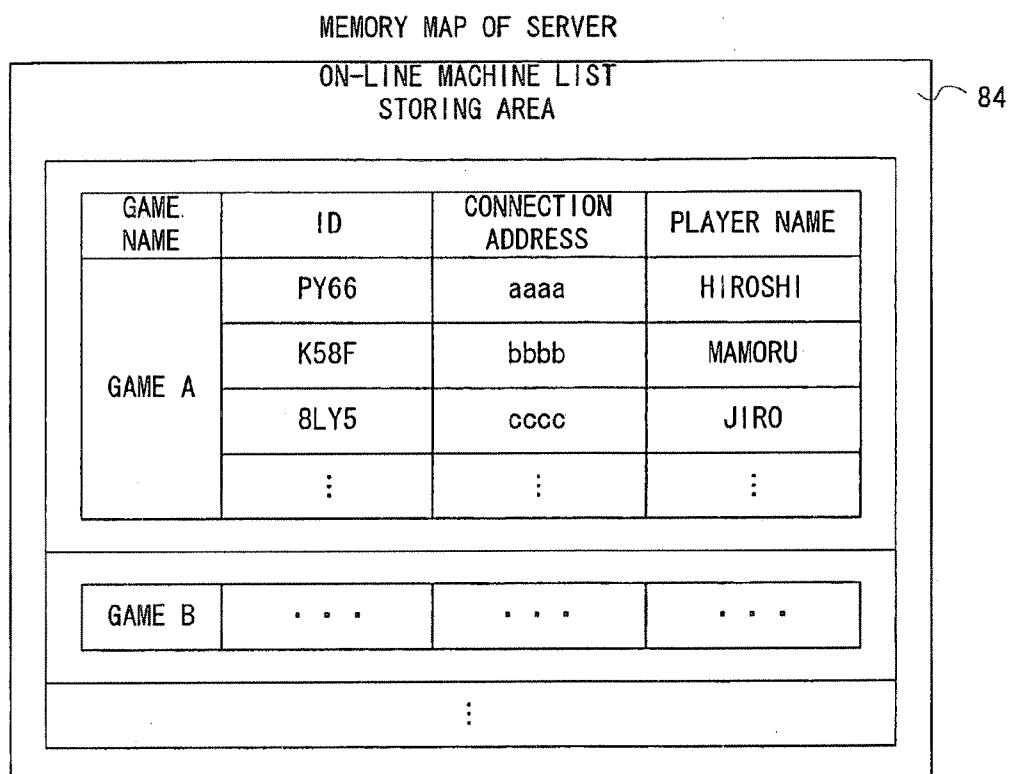 MEMORY MAP OF SERVER
ON-LINE MACHINE LIST
STORING AREA
84
GAME NAME ID CONNECTION ADDRESS PLAYER NAME
GAME A
PY66 aaaa HIROSHI
K58F bbbb MAMORU
8LY5 cccc JIRO
⋮ ⋮ ⋮
GAME B ... ... ...
⋮